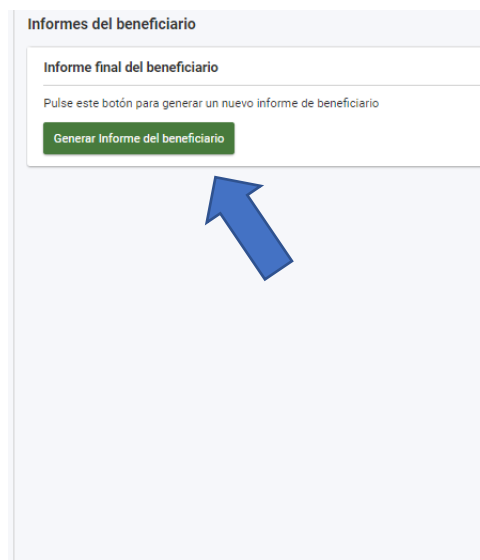 Informes del beneficiario
Informe final del beneficiario
Pulse este botón para generar un nuevo informe de beneficiario
Generar Informe del beneficiario